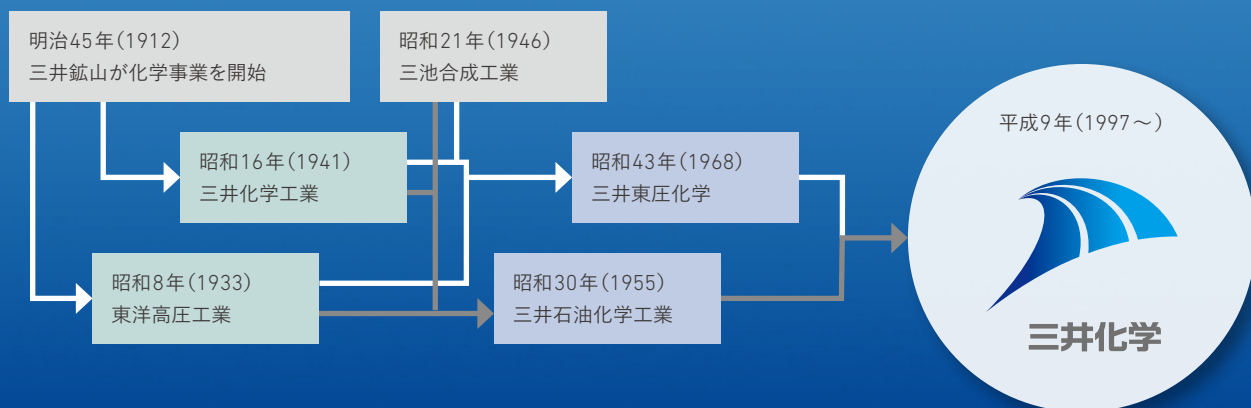 明治45年(1912)
三井鉱山が化学事業を開始
昭和21年(1946)
三池合成工業
平成9年(1997〜)
昭和16年(1941)
三井化学工業
昭和43年(1968)
三井東圧化学
昭和8年(1933)
東洋高圧工業
昭和30年(1955)
三井石油化学工業
三井化学